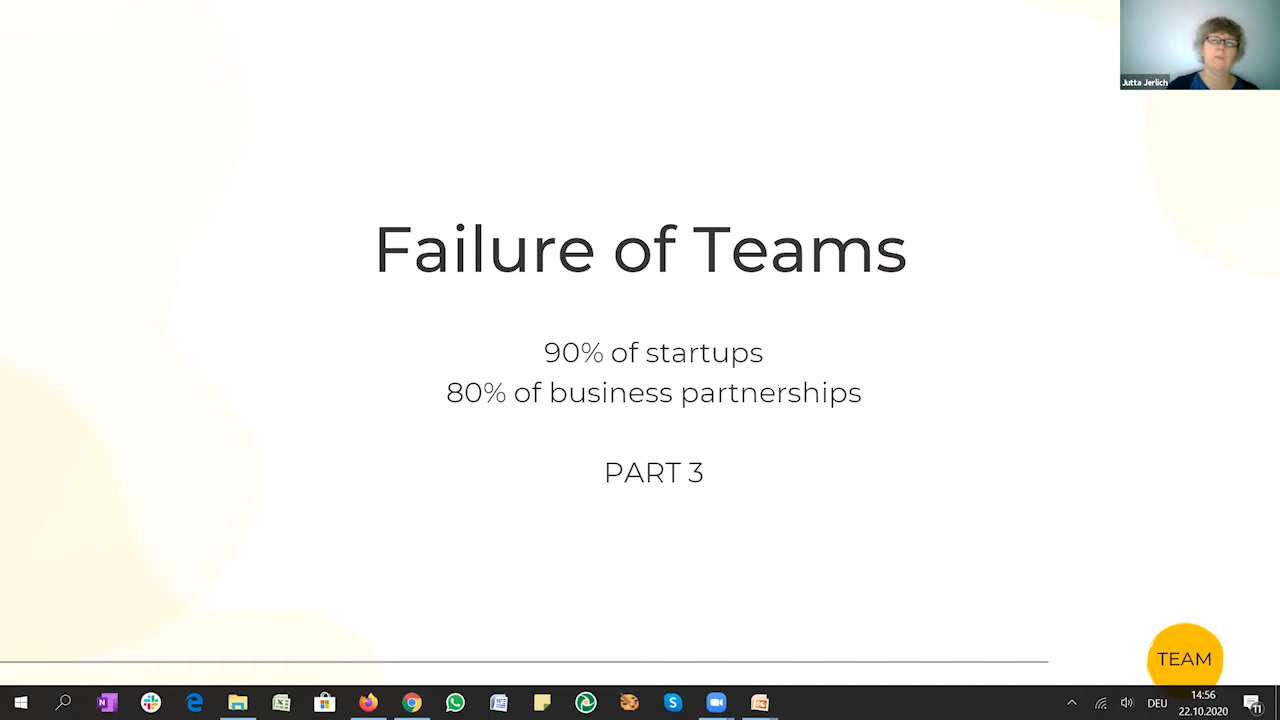 Jutta Jerlich
Failure of Teams
90% of startups
80% of business partnerships
PART 3
TEAM
DEU
14:56
22.10.2020
11